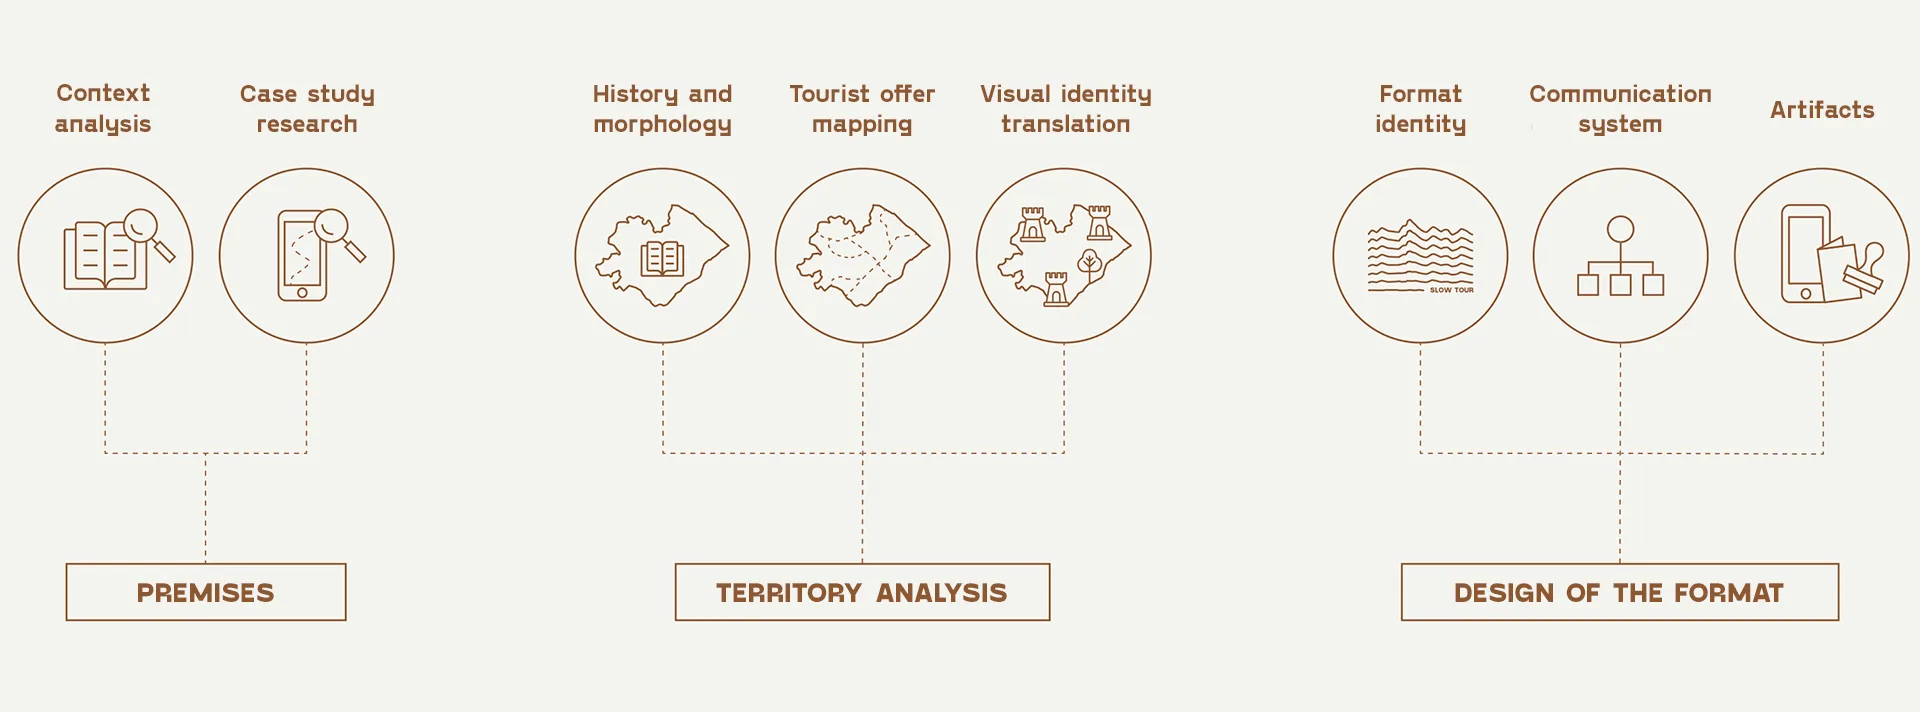 Context
analysis
Case study
research
History and
morphology
Tourist offer
mapping
Visual identity
translation
Format
identity
Communication
system
Artifacts
SLOW TOUR
PREMISES
TERRITORY ANALYSIS
DESIGN OF THE FORMAT